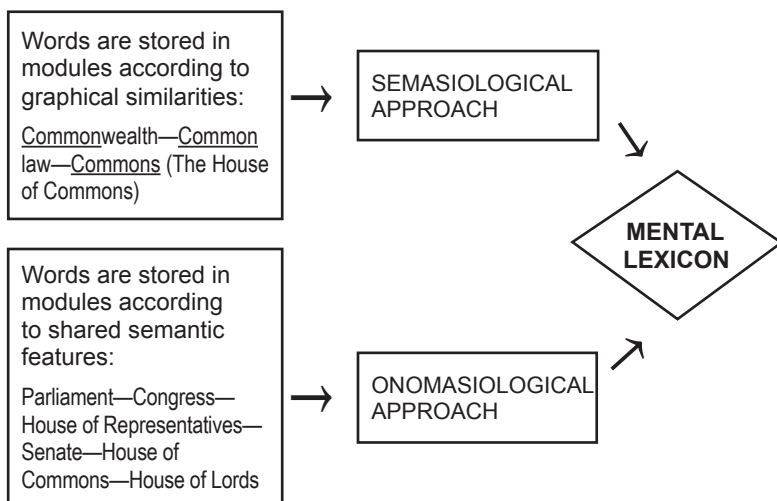 Words are stored in
modules according to
graphical similarities:
Commonwealth—Common
law—Commons (The House
of Commons)
SEMASIOLOGICAL
APPROACH
MENTAL
LEXICON
Words are stored in
modules according
to shared semantic
features:
Parliament—Congress—
House of Representatives—
Senate—House of
Commons—House of Lords
ONOMASIOLOGICAL
APPROACH